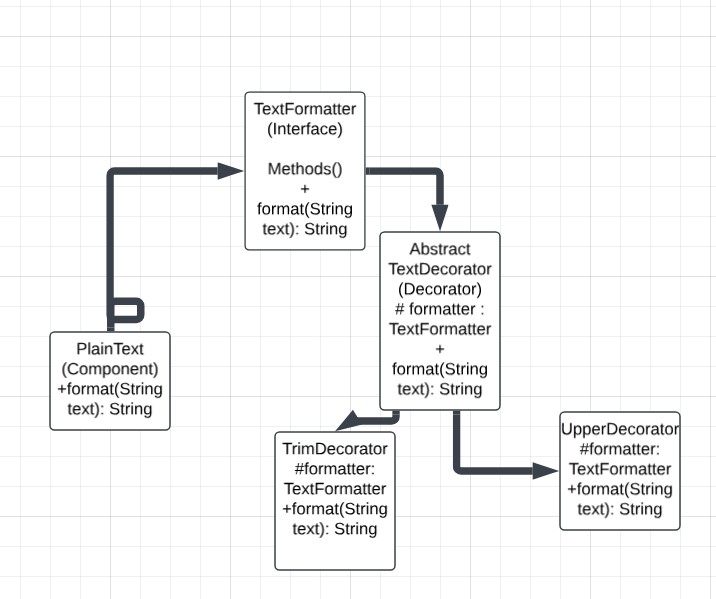 TextFormatter
(Interface)
Methods()
+
format(String
text): String
Abstract
TextDecorator
(Decorator)
# formatter :
TextFormatter
+
format(String
text): String
PlainText
(Component)
+format(String
text): String
TrimDecorator
#formatter:
TextFormatter
+format(String
text): String
UpperDecorator
#formatter:
TextFormatter
+format(String
text): String